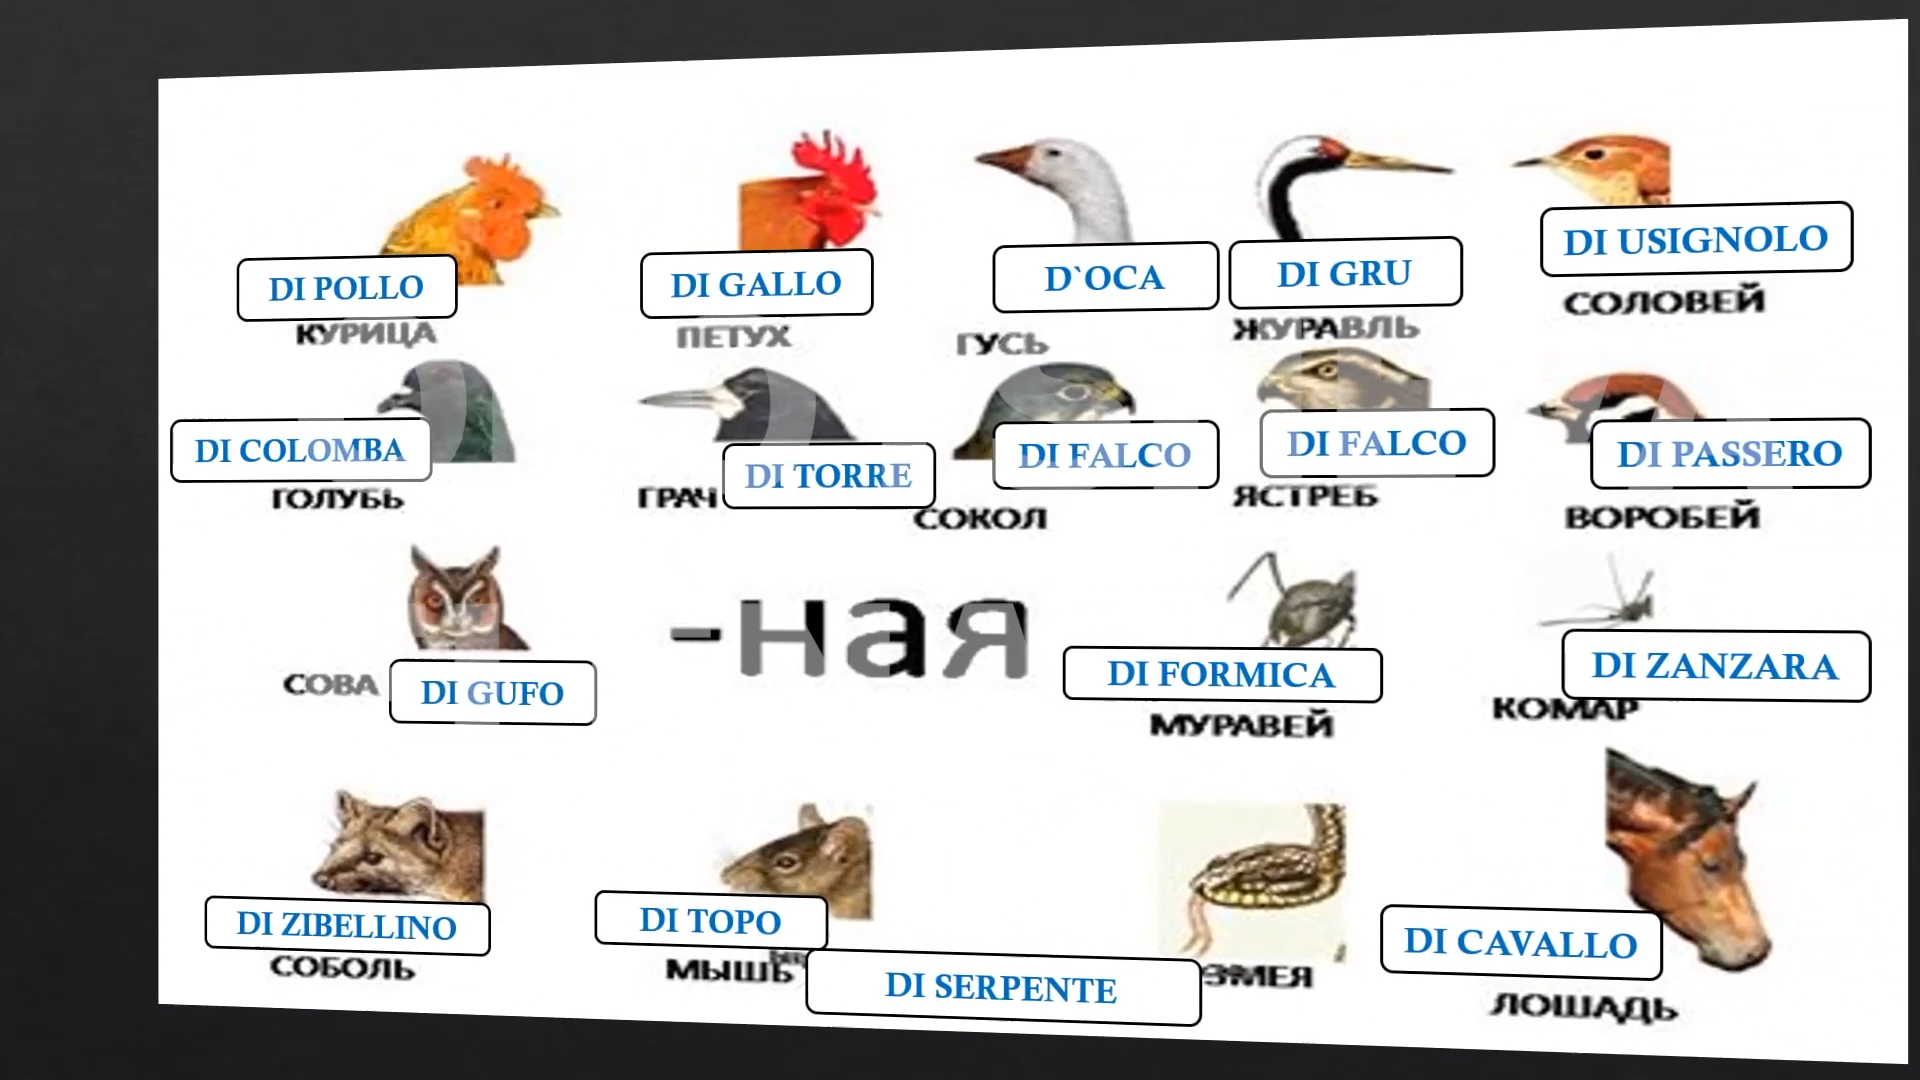 DI POLLO
КУРИЦА
DI GALLO
ПЕТУХ
D`OCA
ГУСЬ
DI GRU
ЖУРАВЛЬ
DI USIGNOLO
СОЛОВЕЙ
DI COLOMBA
ГОЛУБЬ
DI TORRE
ГРАЧ
DI FALCO
СОКОЛ
DI FALCO
ЯСТРЕБ
DI PASSERO
ВОРОБЕЙ
DI GUFO
СОВА
-ная
DI FORMICA
МУРАВЕЙ
DI ZANZARA
КОМАР
DI ZIBELLINO
СОБОЛЬ
DI TOPO
МЫШЬ
DI SERPENTE
ЗМЕЯ
DI CAVALLO
ЛОШАДЬ